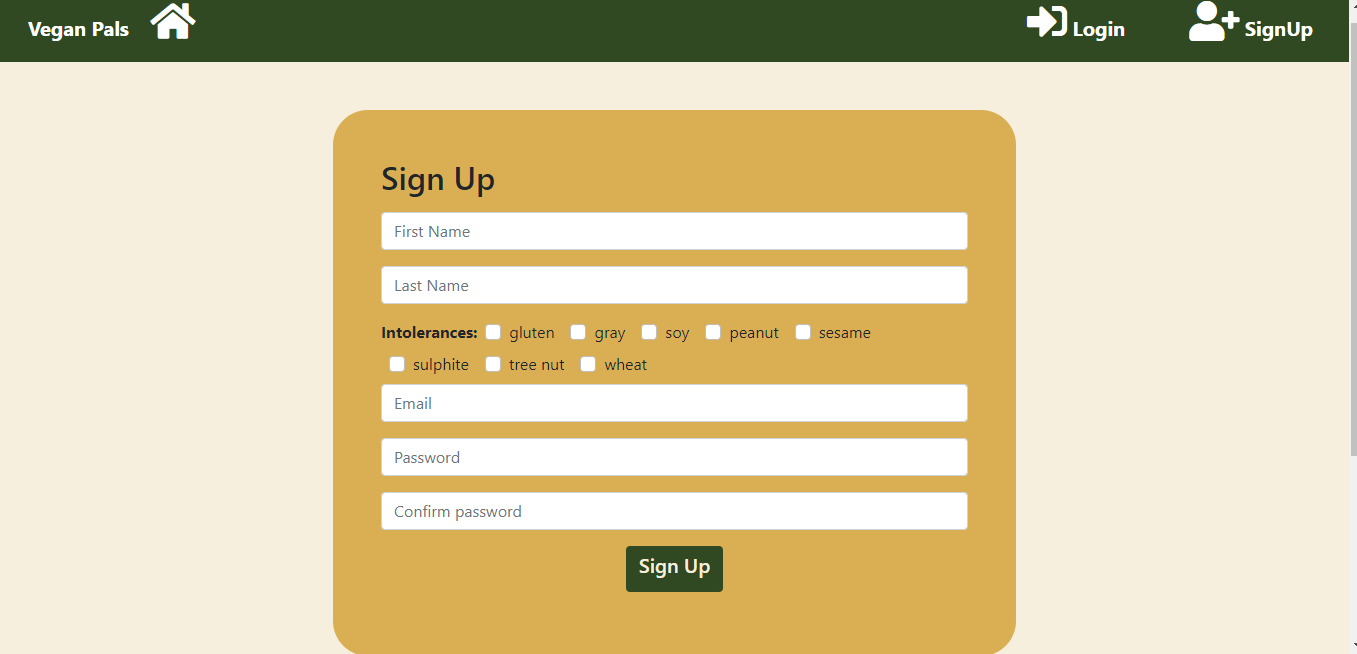 Vegan Pals Login SignUp
Sign Up
First Name
Last Name
Intolerances: gluten gray soy peanut sesame
sulphite tree nut wheat
Email
Password
Confirm password
Sign Up